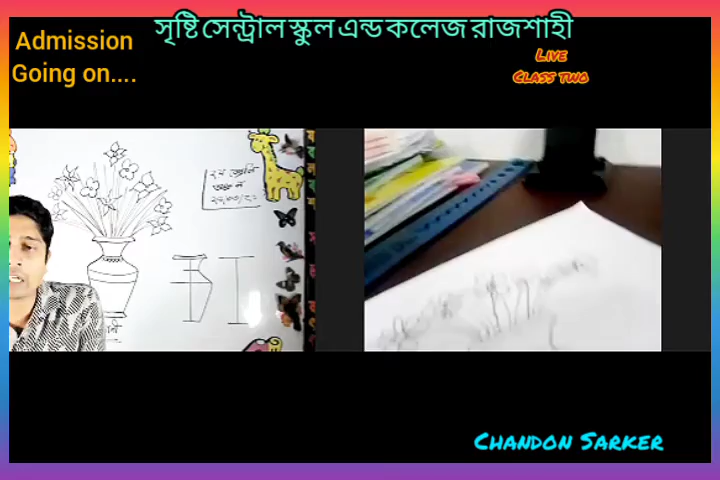 সৃষ্টি সেন্ট্রাল স্কুল এন্ড কলেজ রাজশাহী
Admission
Going on....
Live
Class two
Chandon Sarker